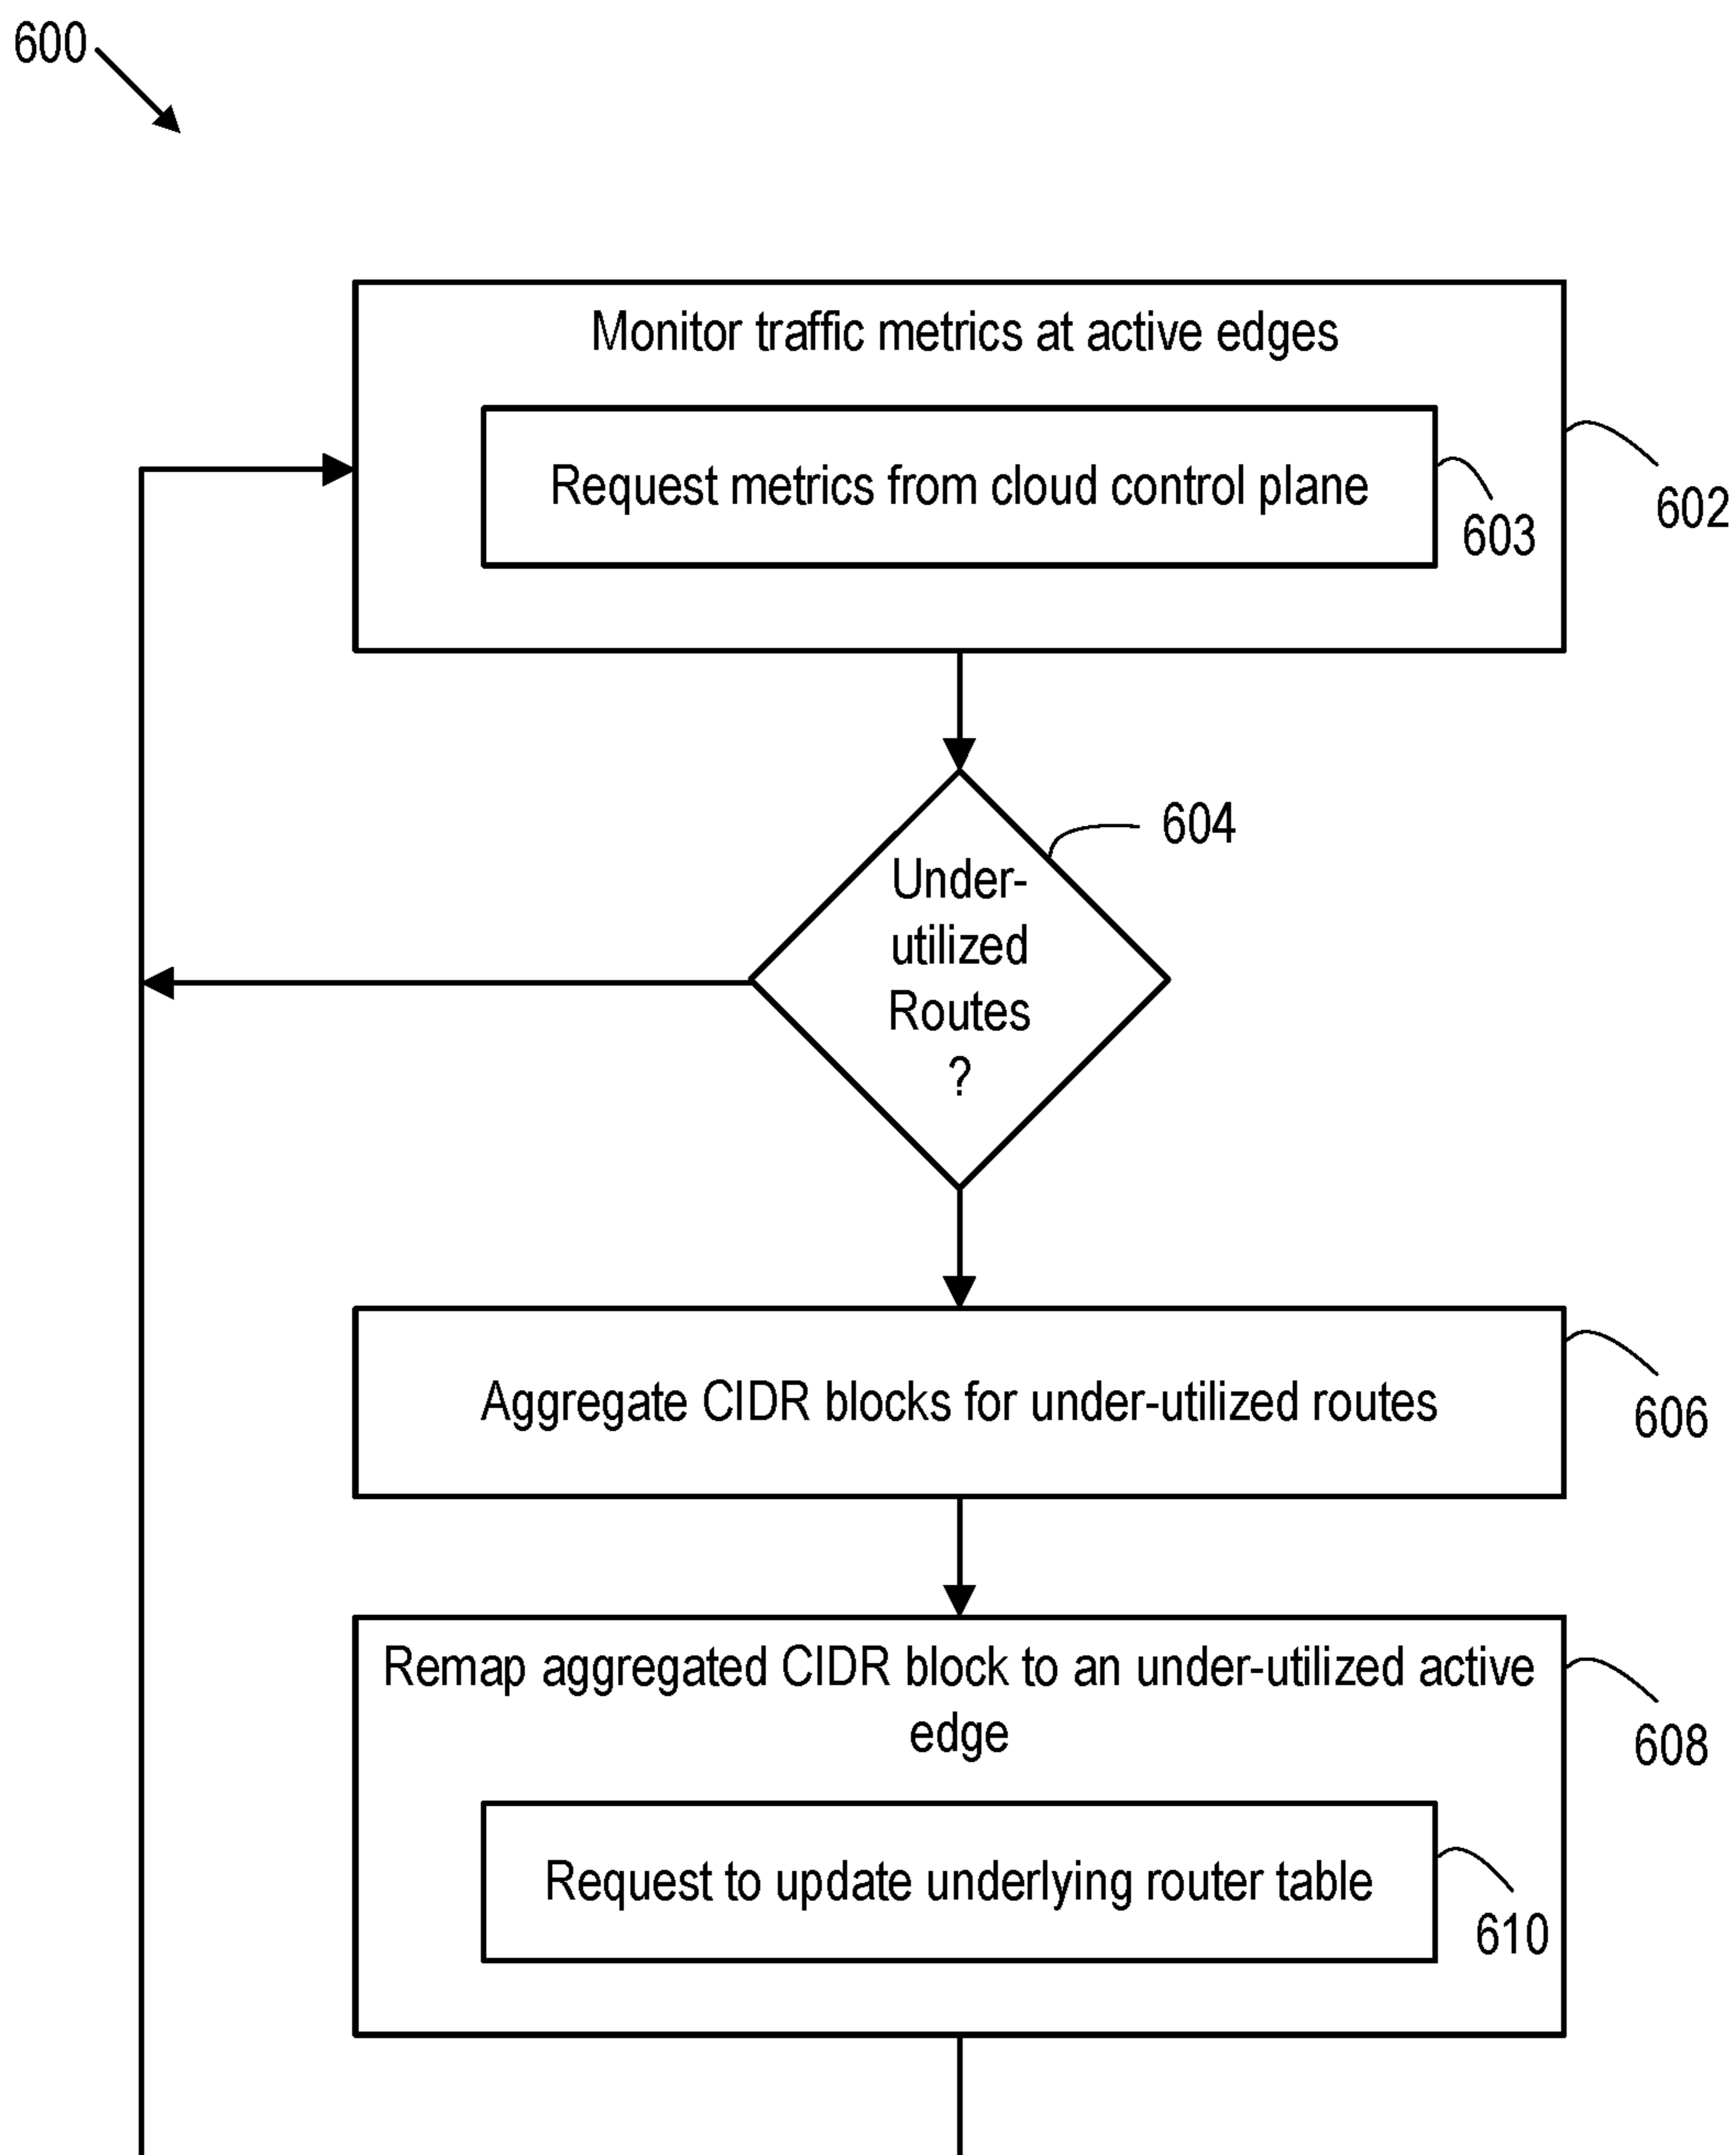 600
Monitor traffic metrics at active edges
Request metrics from cloud control plane
603
602
604
Under-
utilized
Routes
?
Aggregate CIDR blocks for under-utilized routes
606
Remap aggregated CIDR block to an under-utilized active
edge
608
Request to update underlying router table
610